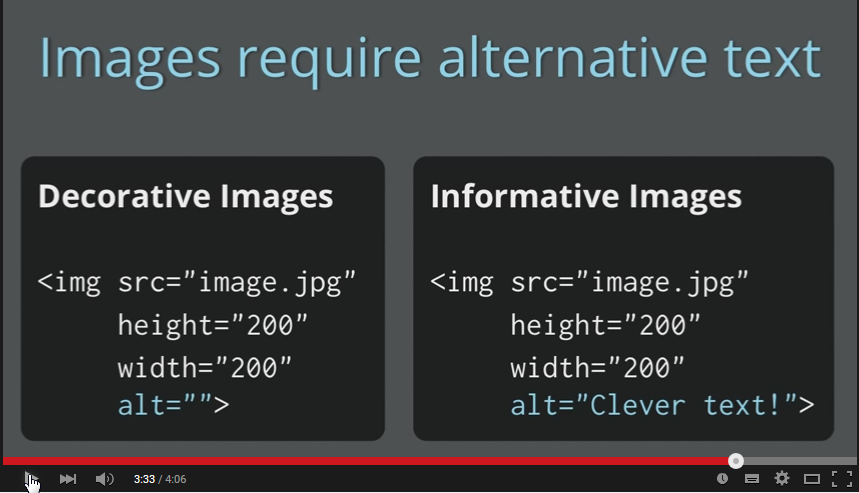 Images require alternative text
Decorative Images
<img src="image.jpg"
height="200"
width="200"
alt="">
Informative Images
<img src="image.jpg"
height="200"
width="200"
alt="Clever text!">
3:33 / 4:06